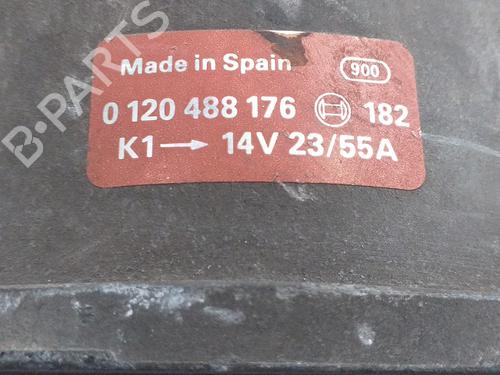 B-PARTS
Made in Spain 900
0 120 488 176 182
K1→ 14V 23/55A